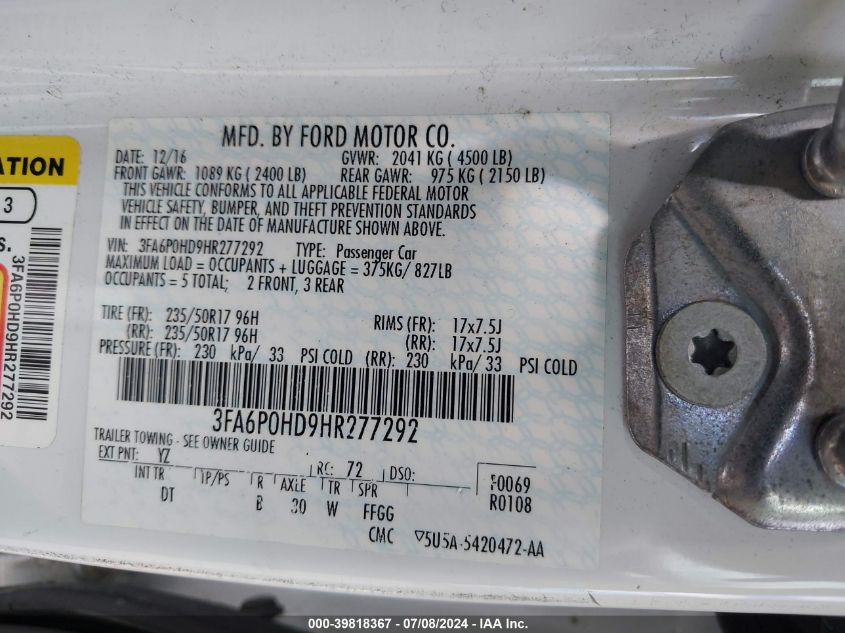 MFD. BY FORD MOTOR CO.
DATE: 12/16 GVWR: 2041 KG ( 4500 LB)
FRONT GAWR: 1089 KG ( 2400 LB) REAR GAWR: 975 KG ( 2150 LB)
THIS VEHICLE CONFORMS TO ALL APPLICABLE FEDERAL MOTOR
VEHICLE SAFETY, BUMPER, AND THEFT PREVENTION STANDARDS
IN EFFECT ON THE DATE OF MANUFACTURE SHOWN ABOVE.
VIN: 3FA6P0HD9HR277292 TYPE: Passenger Car
MAXIMUM LOAD = OCCUPANTS + LUGGAGE = 375KG/ 827LB
OCCUPANTS = 5 TOTAL; 2 FRONT, 3 REAR
TIRE (FR): 235/50R17 96H RIMS (FR): 17x7.5J
(RR): 235/50R17 96H (RR): 17x7.5J
PRESSURE (FR): 230 kPa/ 33 PSI COLD (RR): 230 kPa/33 PSI COLD
3FA6P0HD9HR277292
TRAILER TOWING - SEE OWNER GUIDE
EXT PNT: YZ RC: 72 DSO: F0069
INT TR TP/PS R AXLE TR SPR R0108
DT B 30 W FFGG
CMC 5U5A-5420472-AA
ATION
3
S.
3FA6P0HD9HR277292
000-39818367 - 07/08/2024 - IAAI.COM